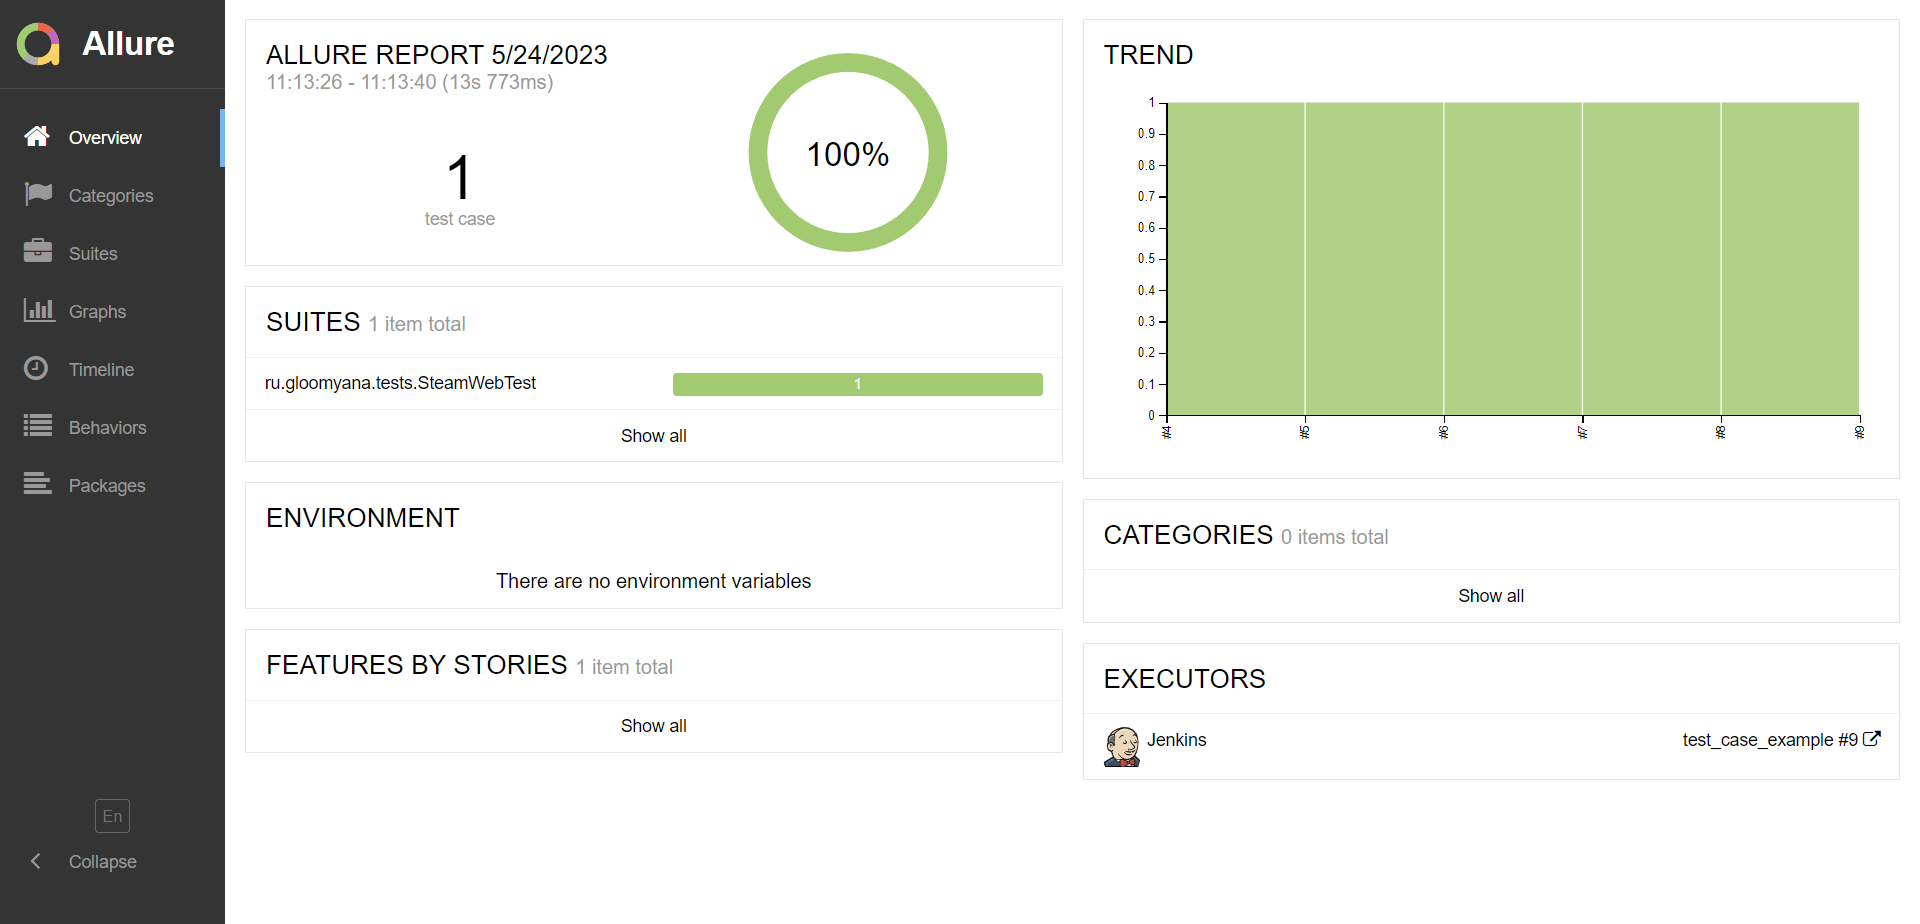 Allure
Overview
Categories
Suites
Graphs
Timeline
Behaviors
Packages
En
Collapse
ALLURE REPORT 5/24/2023
11:13:26 - 11:13:40 (13s 773ms)
1
test case
100%
SUITES 1 item total
ru.gloomyana.tests.SteamWebTest 1
Show all
ENVIRONMENT
There are no environment variables
FEATURES BY STORIES 1 item total
Show all
TREND
1
0.9
0.8
0.7
0.6
0.5
0.4
0.3
0.2
0.1
0
#4 #5 #6 #7 #8 #9
CATEGORIES 0 items total
Show all
EXECUTORS
Jenkins test_case_example #9